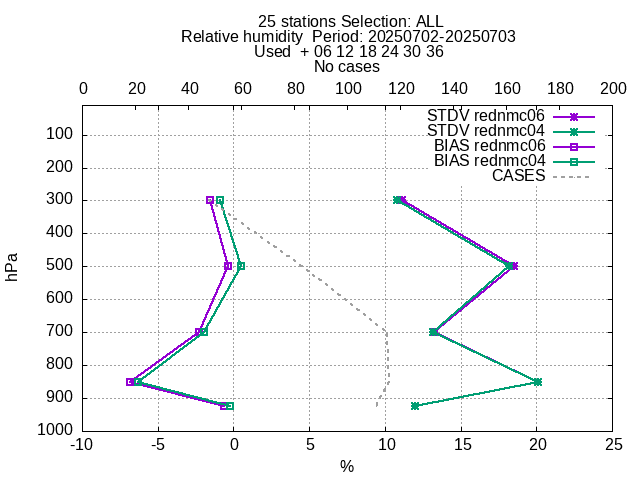 25 stations Selection: ALL
Relative humidity  Period: 20250702-20250703
Used  + 06 12 18 24 30 36
No cases
0 20 40 60 80 100 120 140 160 180 200
STDV rednmc06
STDV rednmc04
BIAS rednmc06
BIAS rednmc04
CASES
100
200
300
400
500
600
700
800
900
1000
hPa
-10 -5 0 5 10 15 20 25
%